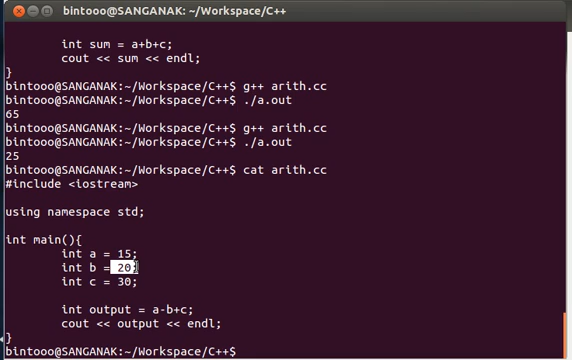 bintooo@SANGANAK: ~/Workspace/C++
int sum = a+b+c;
cout << sum << endl;
}
bintooo@SANGANAK:~/Workspace/C++$ g++ arith.cc
bintooo@SANGANAK:~/Workspace/C++$ ./a.out
65
bintooo@SANGANAK:~/Workspace/C++$ g++ arith.cc
bintooo@SANGANAK:~/Workspace/C++$ ./a.out
25
bintooo@SANGANAK:~/Workspace/C++$ cat arith.cc
#include <iostream>
using namespace std;
int main(){
int a = 15;
int b = 20;
int c = 30;
int output = a-b+c;
cout << output << endl;
}
bintooo@SANGANAK:~/Workspace/C++$